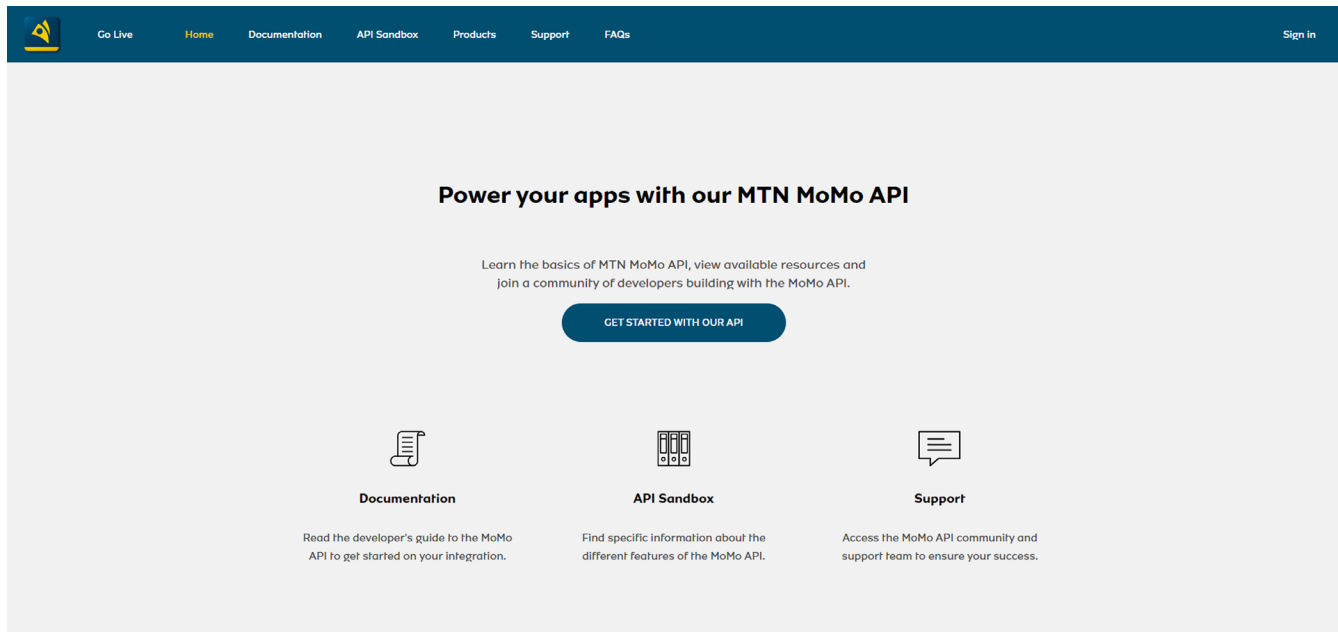 Go Live Home Documentation API Sandbox Products Support FAQs Sign in
Power your apps with our MTN MoMo API
Learn the basics of MTN MoMo API, view available resources and
join a community of developers building with the MoMo API.
GET STARTED WITH OUR API
Documentation
Read the developer's guide to the MoMo
API to get started on your integration.
API Sandbox
Find specific information about the
different features of the MoMo API.
Support
Access the MoMo API community and
support team to ensure your success.